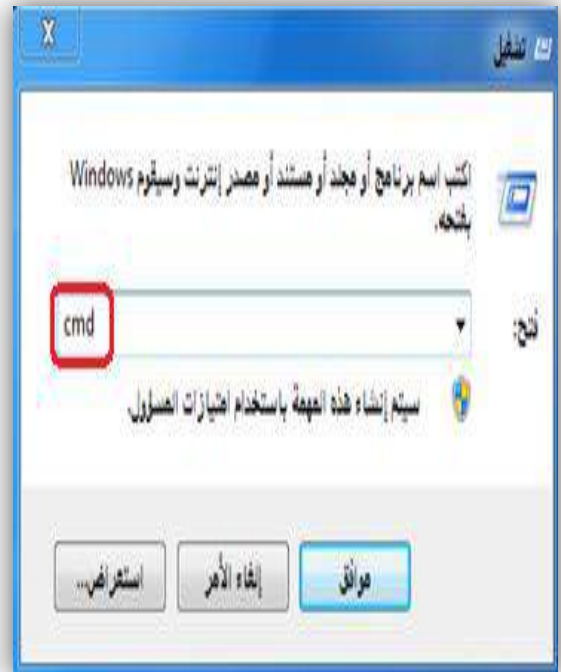 تشغيل
اكتب اسم برنامج أو مجلد أو مستند أو مصدر إنترنت وسيقوم Windows
بفتحه.
فتح:
cmd
سيتم إنشاء هذه المهمة باستخدام امتيازات المسؤول.
موافق
إلغاء الأمر
استعراض...